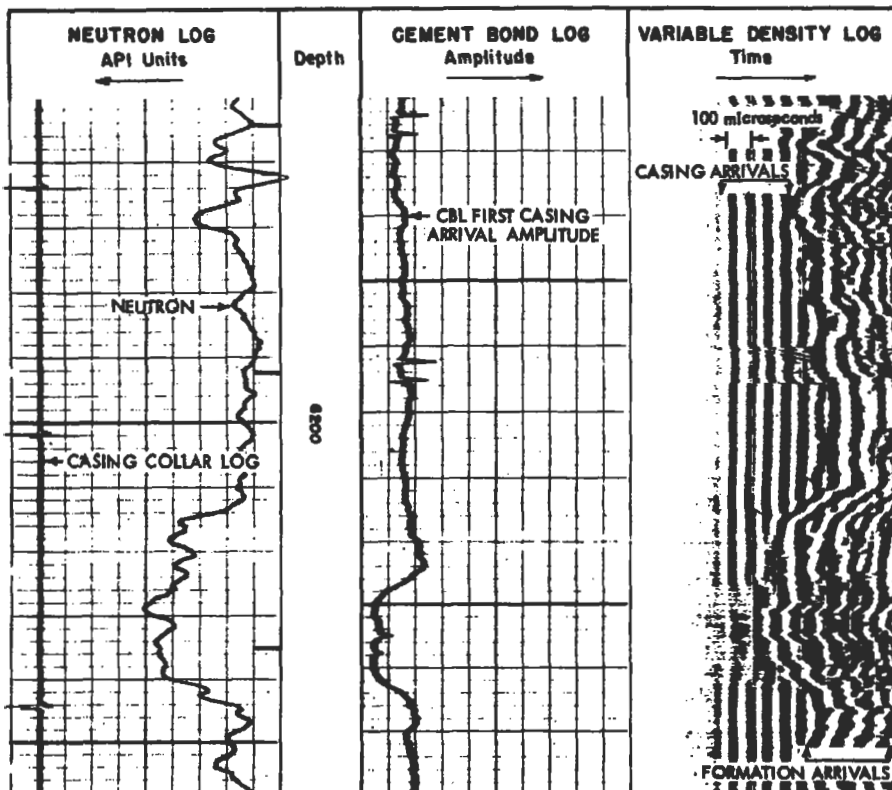 NEUTRON LOG
API Units
Depth
CEMENT BOND LOG
Amplitude
VARIABLE DENSITY LOG
Time
100 microseconds
CASING ARRIVALS
CBL FIRST CASING
ARRIVAL AMPLITUDE
NEUTRON
6200
CASING COLLAR LOG
FORMATION ARRIVALS